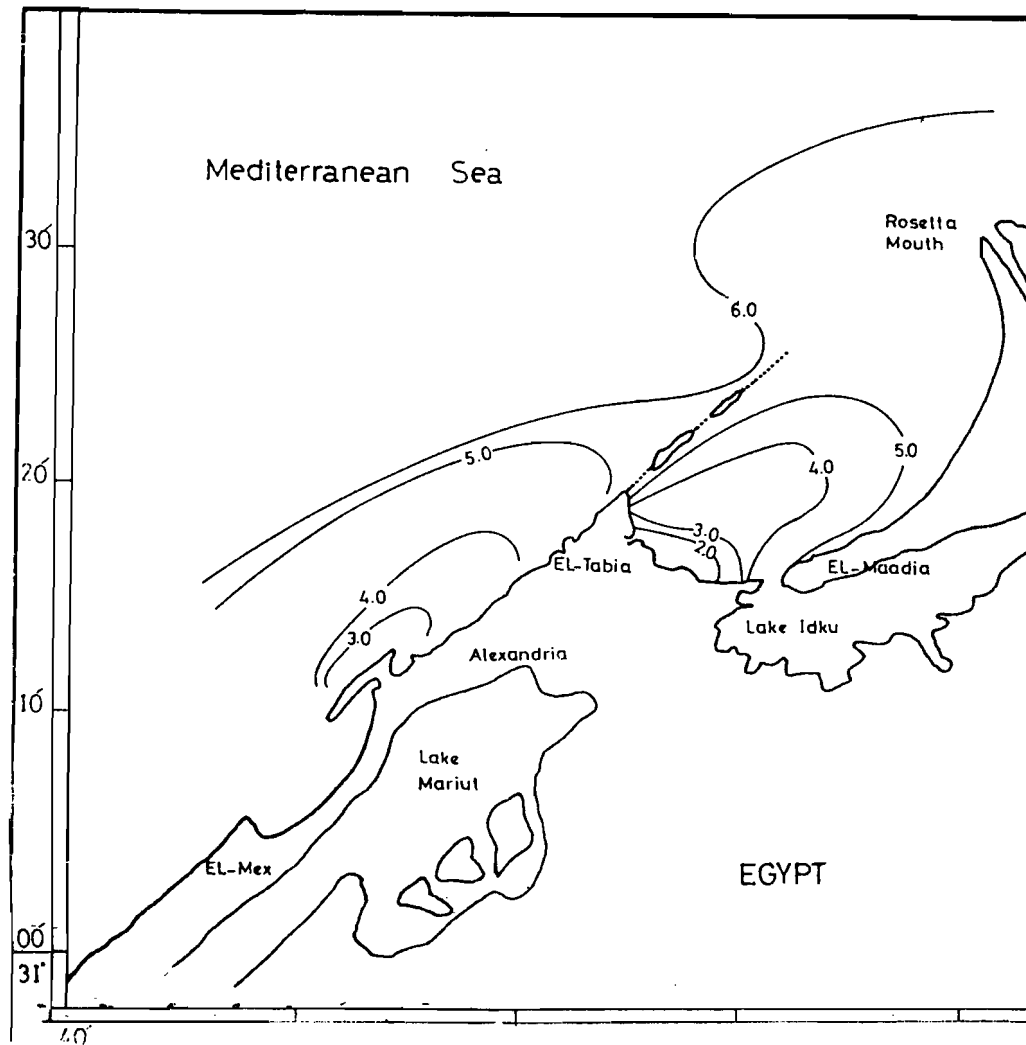 Mediterranean Sea
Rosetta
Mouth
30′
6.0
20′
5.0
5.0
4.0
3.0
2.0
EL-Tabia
EL-Maadia
4.0
3.0
Lake Idku
Alexandria
10′
Lake
Mariut
EL-Mex
EGYPT
00′
31°
40′